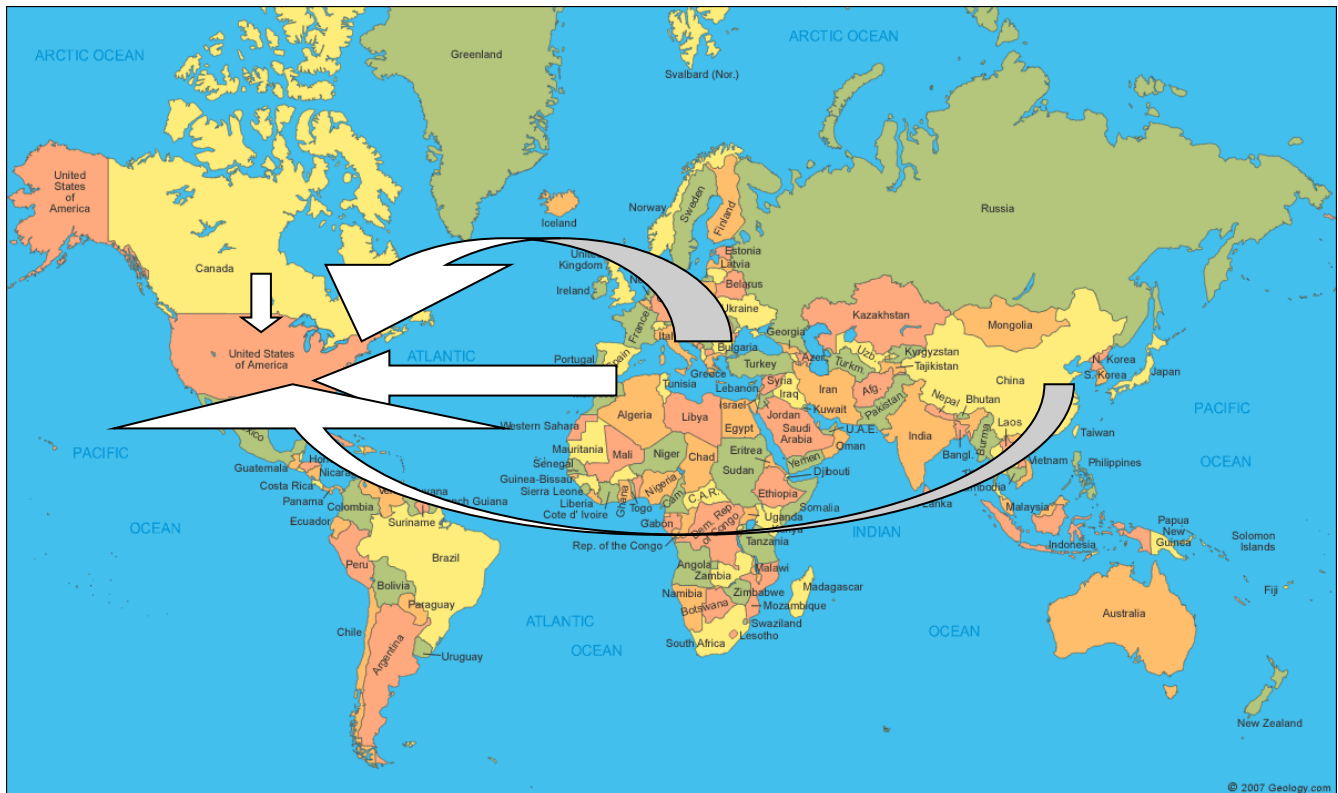 ARCTIC OCEAN
ARCTIC OCEAN
Greenland
Svalbard (Nor.)
United
States
of
America
Canada
Iceland
Norway
Sweden
Finland
Russia
Estonia
Latvia
Belarus
United
Kingdom
Ireland
Ukraine
France
Kazakhstan
Mongolia
Georgia
Bulgaria
Uzb.
Kyrgyzstan
Tajikistan
Azer.
Turkm.
United States
of America
ATLANTIC
Portugal
Greece
Turkey
Tunisia
Lebanon
Syria
Iraq
Iran
Afg.
China
N. Korea
S. Korea
Japan
Algeria
Libya
Israel
Egypt
Jordan
Kuwait
Saudi
Arabia
Pakistan
Nepal
Bhutan
PACIFIC
Western Sahara
U.A.E.
Oman
India
Bangl.
Burma
Laos
Taiwan
PACIFIC
OCEAN
Mauritania
Mali
Niger
Chad
Sudan
Eritrea
Yemen
Djibouti
Vietnam
Philippines
Guatemala
Costa Rica
Panama
Senegal
Guinea-Bissau
Sierra Leone
Liberia
Cote d' Ivoire
Ghana
Togo
Nigeria
Cam.
C.A.R.
Ethiopia
Somalia
Malaysia
OCEAN
Colombia
Ecuador
Suriname
Gabon
Rep. of the Congo
Dem. Rep
of Congo
Uganda
Tanzania
INDIAN
Indonesia
Papua
New
Guinea
Solomon
Islands
Peru
Brazil
Bolivia
Paraguay
Angola
Zambia
Malawi
Madagascar
Namibia
Botswana
Zimbabwe
Mozambique
Swaziland
Lesotho
South Africa
Fiji
Australia
ATLANTIC
OCEAN
OCEAN
Chile
Argentina
Uruguay
New Zealand
© 2007 Geology.com